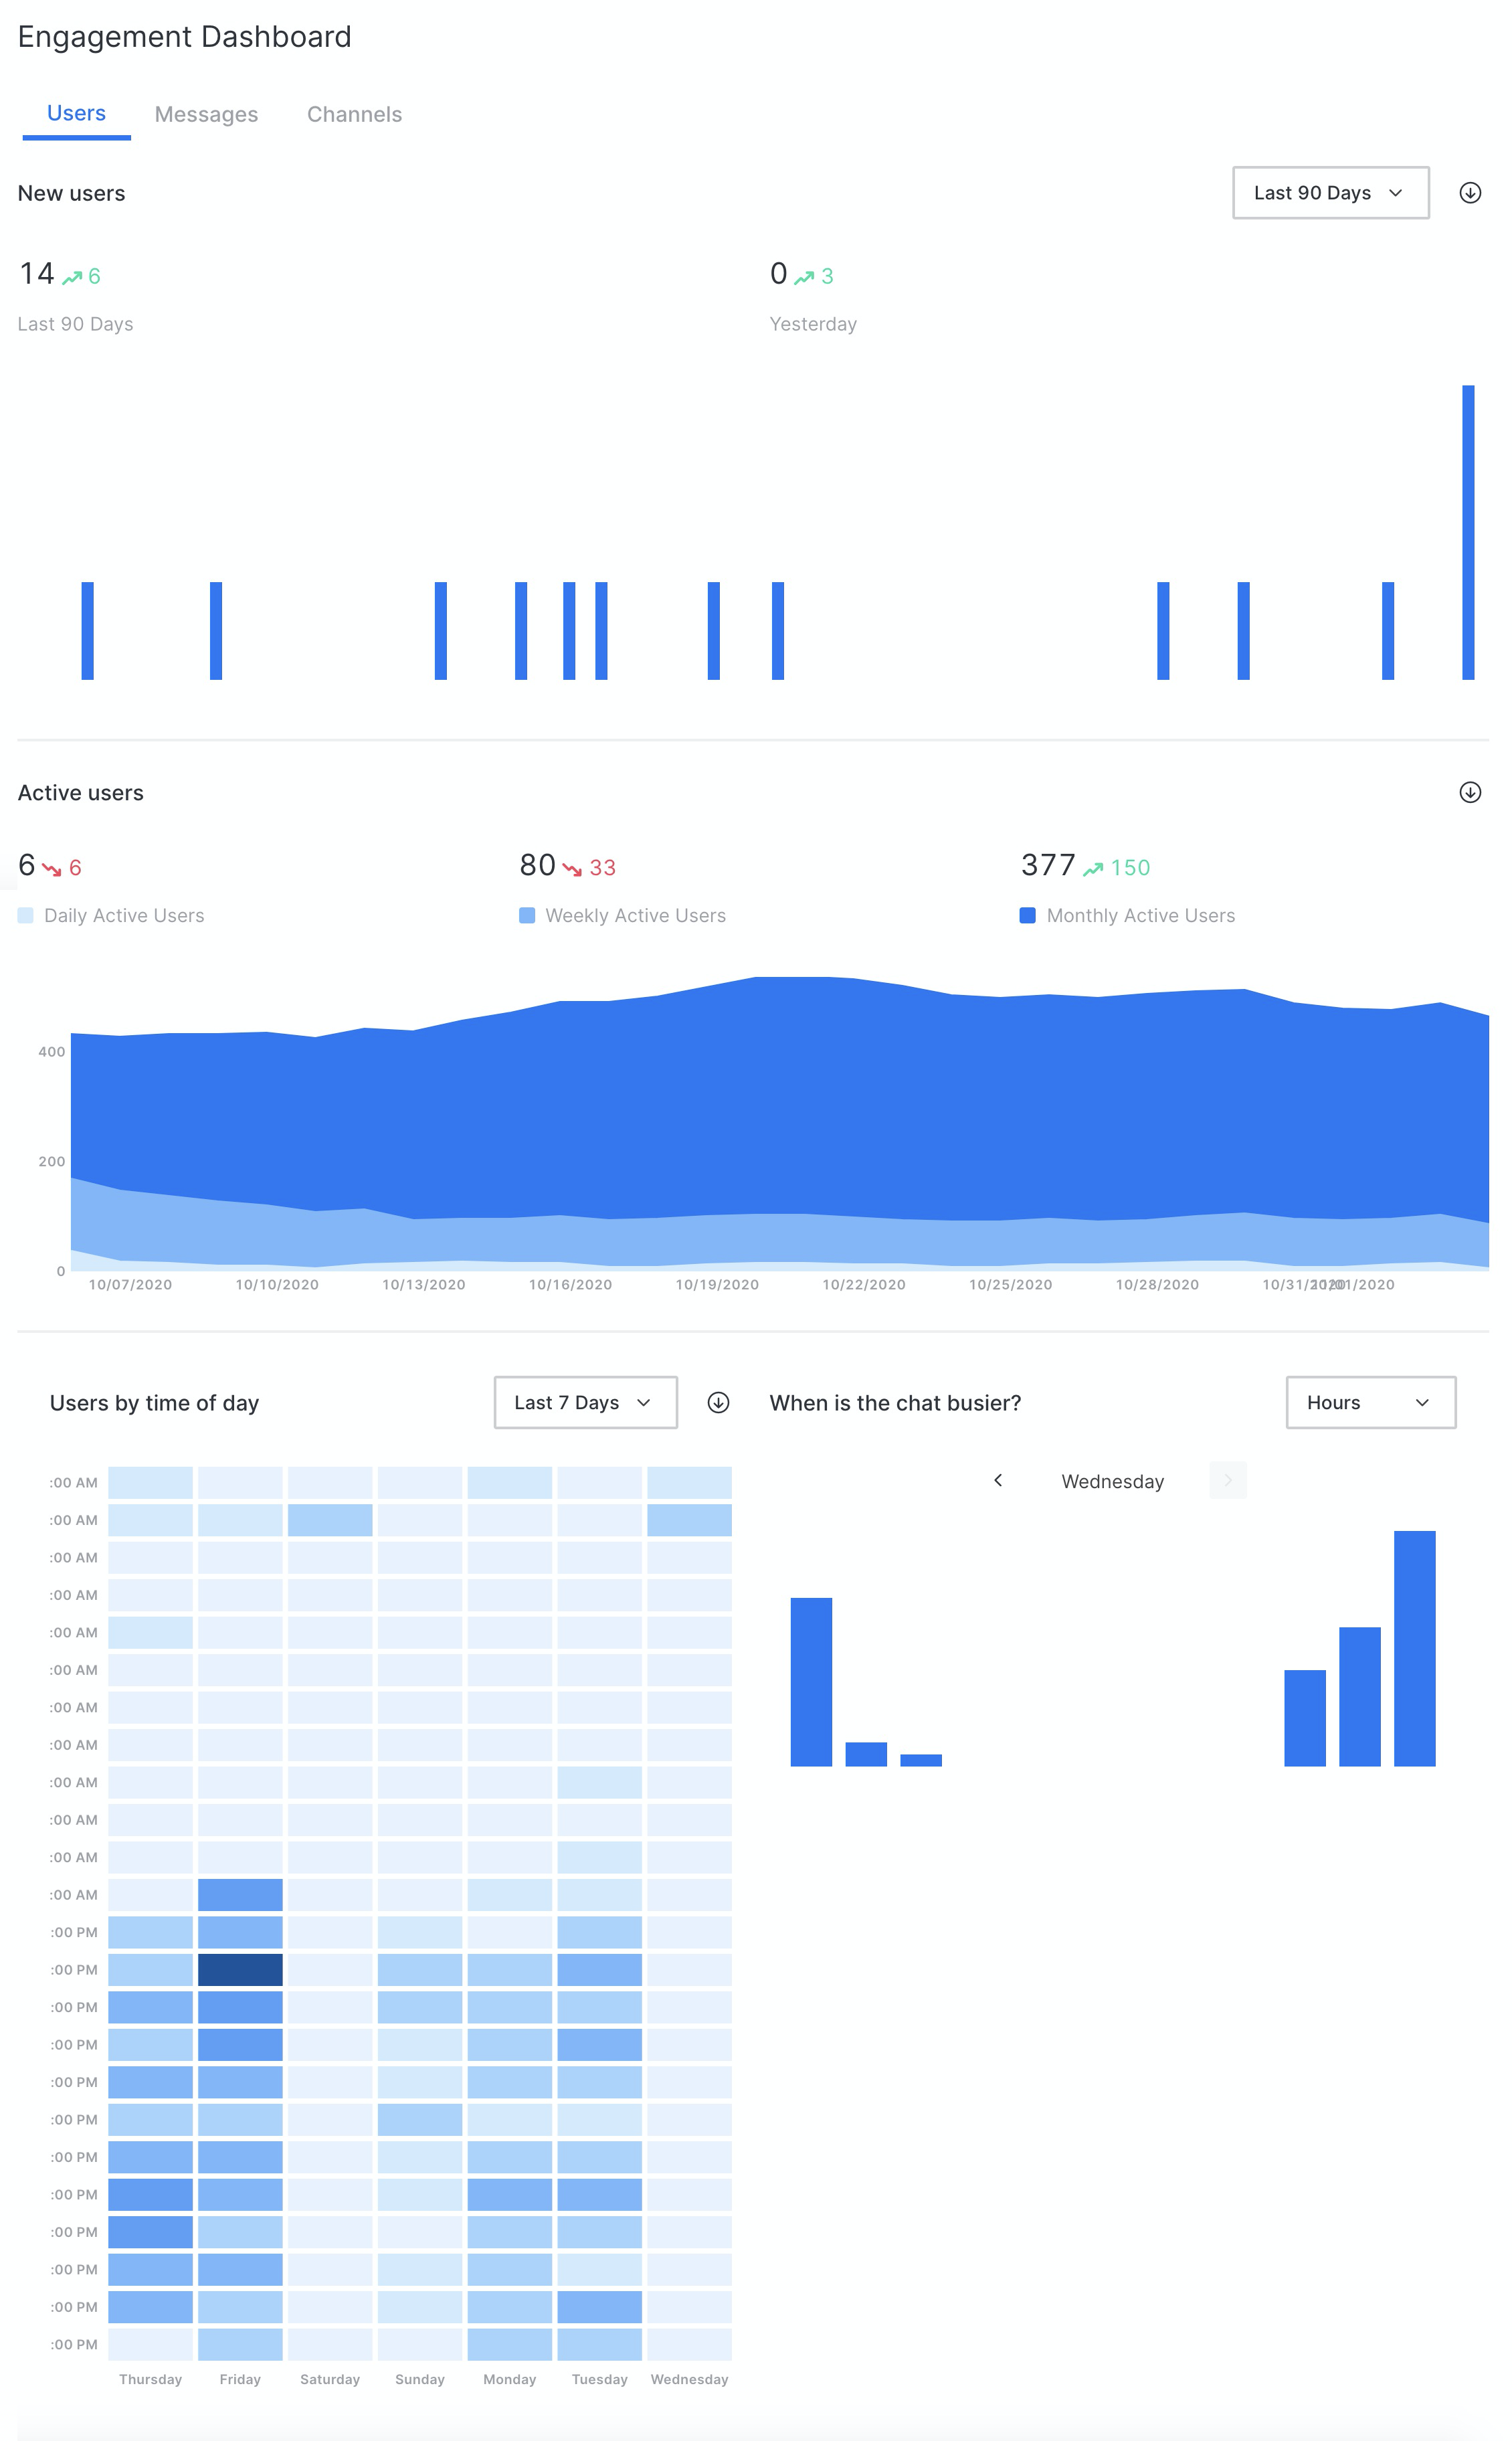 Engagement Dashboard
Users Messages Channels
New users Last 90 Days
14 6 0 3
Last 90 Days Yesterday
Active users
6 6 80 33 377 150
Daily Active Users Weekly Active Users Monthly Active Users
400
200
0
10/07/2020 10/10/2020 10/13/2020 10/16/2020 10/19/2020 10/22/2020 10/25/2020 10/28/2020
Users by time of day Last 7 Days When is the chat busier? Hours
Wednesday
:00 AM
:00 AM
:00 AM
:00 AM
:00 AM
:00 AM
:00 AM
:00 AM
:00 AM
:00 AM
:00 AM
:00 AM
:00 PM
:00 PM
:00 PM
:00 PM
:00 PM
:00 PM
:00 PM
:00 PM
:00 PM
:00 PM
:00 PM
:00 PM
Thursday Friday Saturday Sunday Monday Tuesday Wednesday